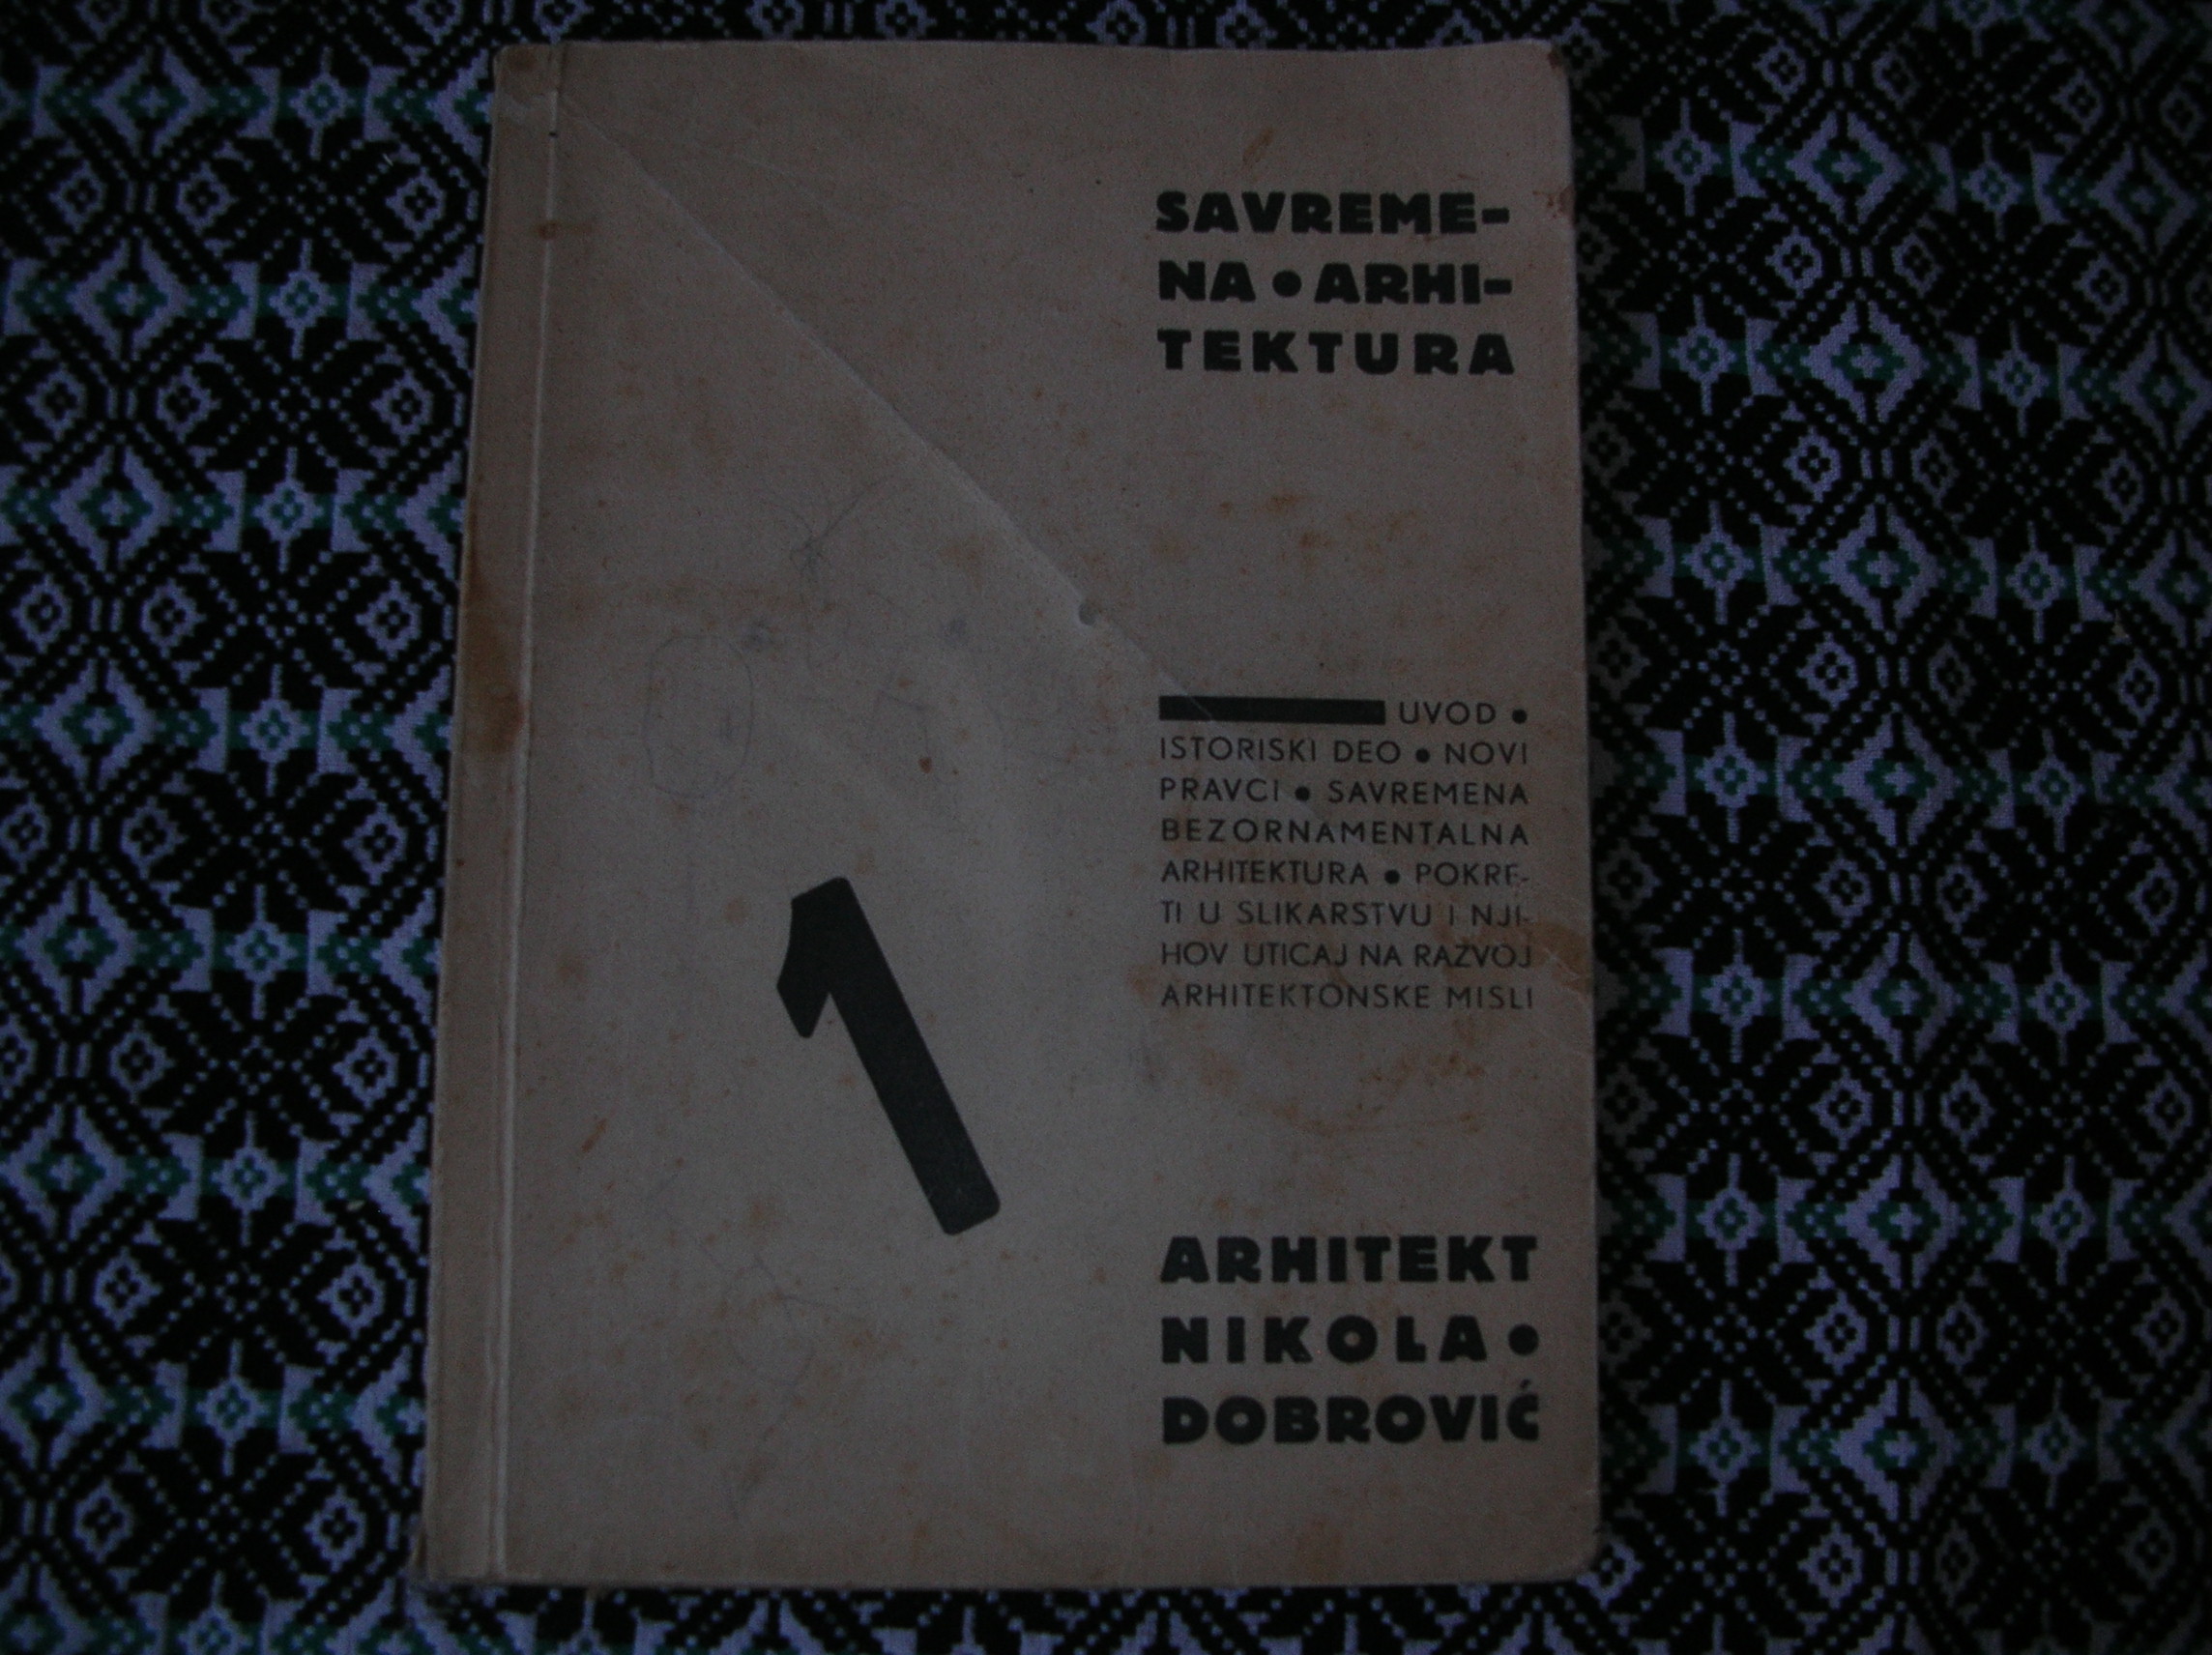 SAVREME-
NA • ARHI-
TEKTURA
UVOD •
ISTORISKI DEO • NOVI
PRAVCI • SAVREMENA
BEZORNAMENTALNA
ARHITEKTURA • POKRE-
TI U SLIKARSTVU I NJI-
HOV UTICAJ NA RAZVOJ
ARHITEKTONSKE MISLI
1
ARHITEKT
NIKOLA •
DOBROVIĆ